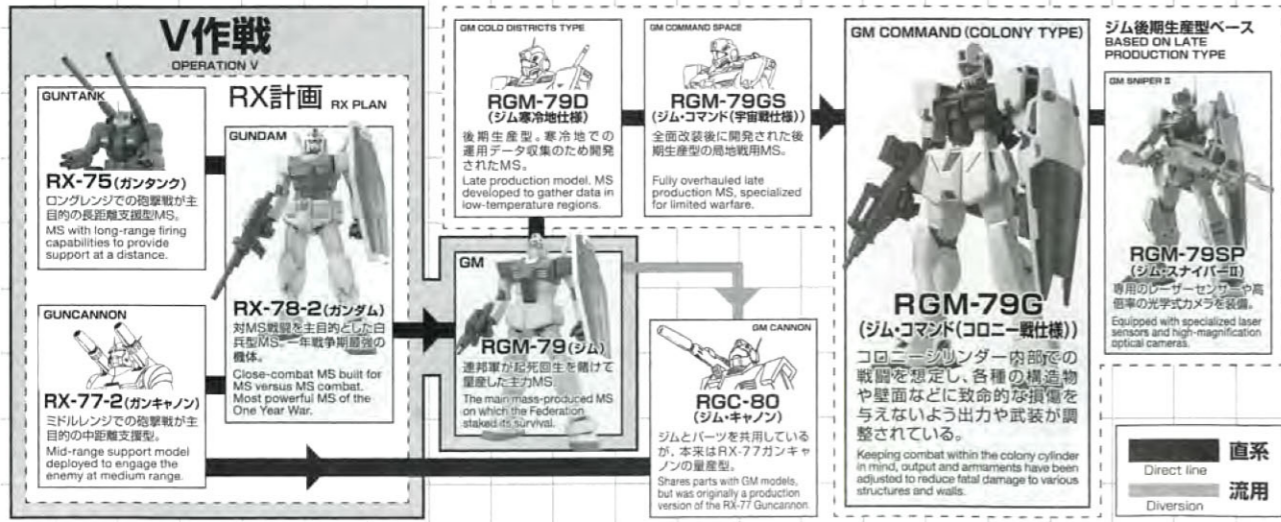 V作戦
OPERATION V
GUNTANK
RX-75(ガンタンク)
ロングレンジでの砲撃戦が主
目的の長距離支援型MS。
MS with long-range firing
capabilities to provide
support at a distance.
RX計画 RX PLAN
GUNDAM
RX-78-2(ガンダム)
対MS戦闘を主目的とした白
兵型MS。一年戦争期最強の
機体。
Close-combat MS built for
MS versus MS combat.
Most powerful MS of the
One Year War.
GUNCANNON
RX-77-2(ガンキャノン)
ミドルレンジでの砲撃戦が主
目的の中距離支援型。
Mid-range support model
deployed to engage the
enemy at medium range.
GM COLD DISTRICTS TYPE
RGM-79D
(ジム寒冷地仕様)
後期生産型。寒冷地での
運用データ収集のため開発
されたMS。
Late production model. MS
developed to gather data in
low-temperature regions.
GM COMMAND SPACE
RGM-79GS
(ジム・コマンド(宇宙戦仕様))
全面改装後に開発された後
期生産型の局地戦用MS。
Fully overhauled late
production MS, specialized
for limited warfare.
GM
RGM-79(ジム)
連邦軍が起死回生を賭けて
量産した主力MS。
The main mass-produced MS
on which the Federation
staked its survival.
GM CANNON
RGC-80
(ジム・キャノン)
ジムとパーツを共用している
が、本来はRX-77ガンキャ
ノンの量産型。
Shares parts with GM models,
but was originally a production
version of the RX-77 Guncannon.
GM COMMAND (COLONY TYPE)
RGM-79G
(ジム・コマンド(コロニー戦仕様))
コロニーシリンダー内部での
戦闘を想定し、各種の構造物
や壁面などに致命的な損傷を
与えないよう出力や武装が調
整されている。
Keeping combat within the colony cylinder
in mind, output and armaments have been
adjusted to reduce fatal damage to various
structures and walls.
ジム後期生産型ベース
BASED ON LATE
PRODUCTION TYPE
GM SNIPER II
RGM-79SP
(ジム・スナイパーII)
専用のレーザーセンサーや高
倍率の光学式カメラを装備。
Equipped with specialized laser
sensors and high-magnification
optical cameras.
直系
Direct line
流用
Diversion